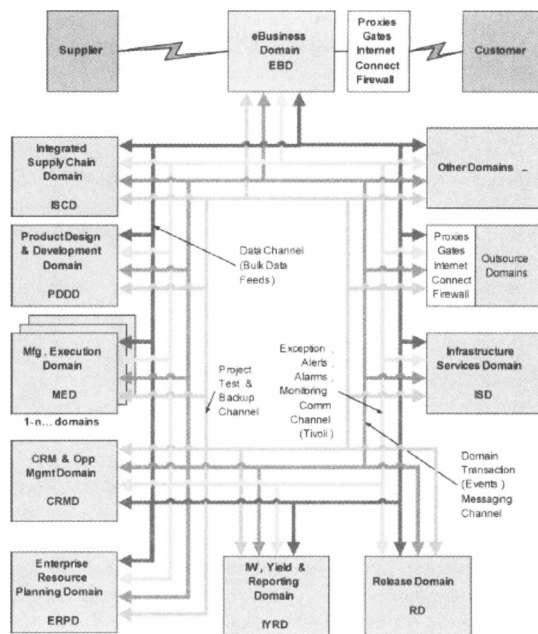 Supplier
eBusiness
Domain
EBD
Proxies
Gates
Internet
Connect
Firewall
Customer
Integrated
Supply Chain
Domain
ISCD
Other Domains
Product Design
& Development
Domain
PDDD
Data Channel
(Bulk Data
Feeds)
Proxies
Gates
Internet
Connect
Firewall
Outsource
Domains
Mfg, Execution
Domain
MED
1-n... domains
Project
Test &
Backup
Channel
Exception,
Alerts,
Alarms,
Monitoring
Comm
Channel
(Tivoli)
Infrastructure
Services Domain
ISD
CRM & Opp
Mgmt Domain
CRMD
Domain
Transaction
(Events)
Messaging
Channel
Enterprise
Resource
Planning Domain
ERPD
IW, Yield &
Reporting
Domain
IYRD
Release Domain
RD